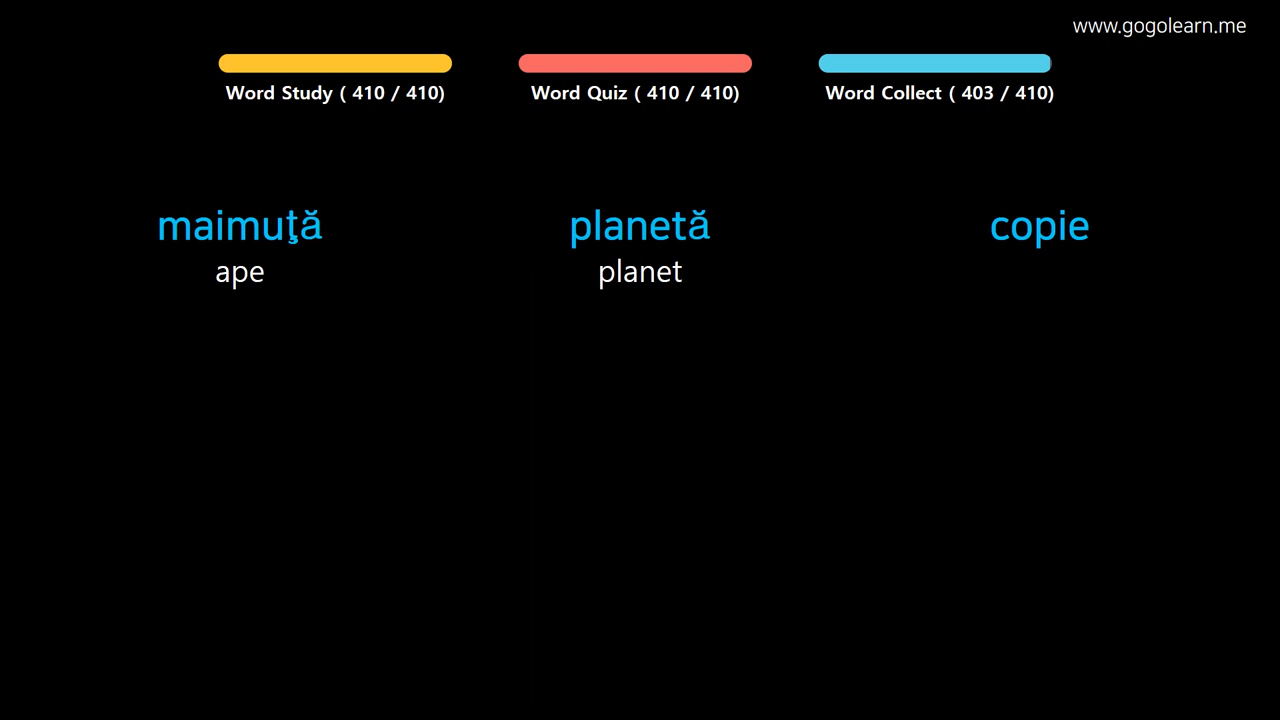 www.gogolearn.me
Word Study ( 410 / 410)
Word Quiz ( 410 / 410)
Word Collect ( 403 / 410)
maimuţă
planetă
copie
ape
planet